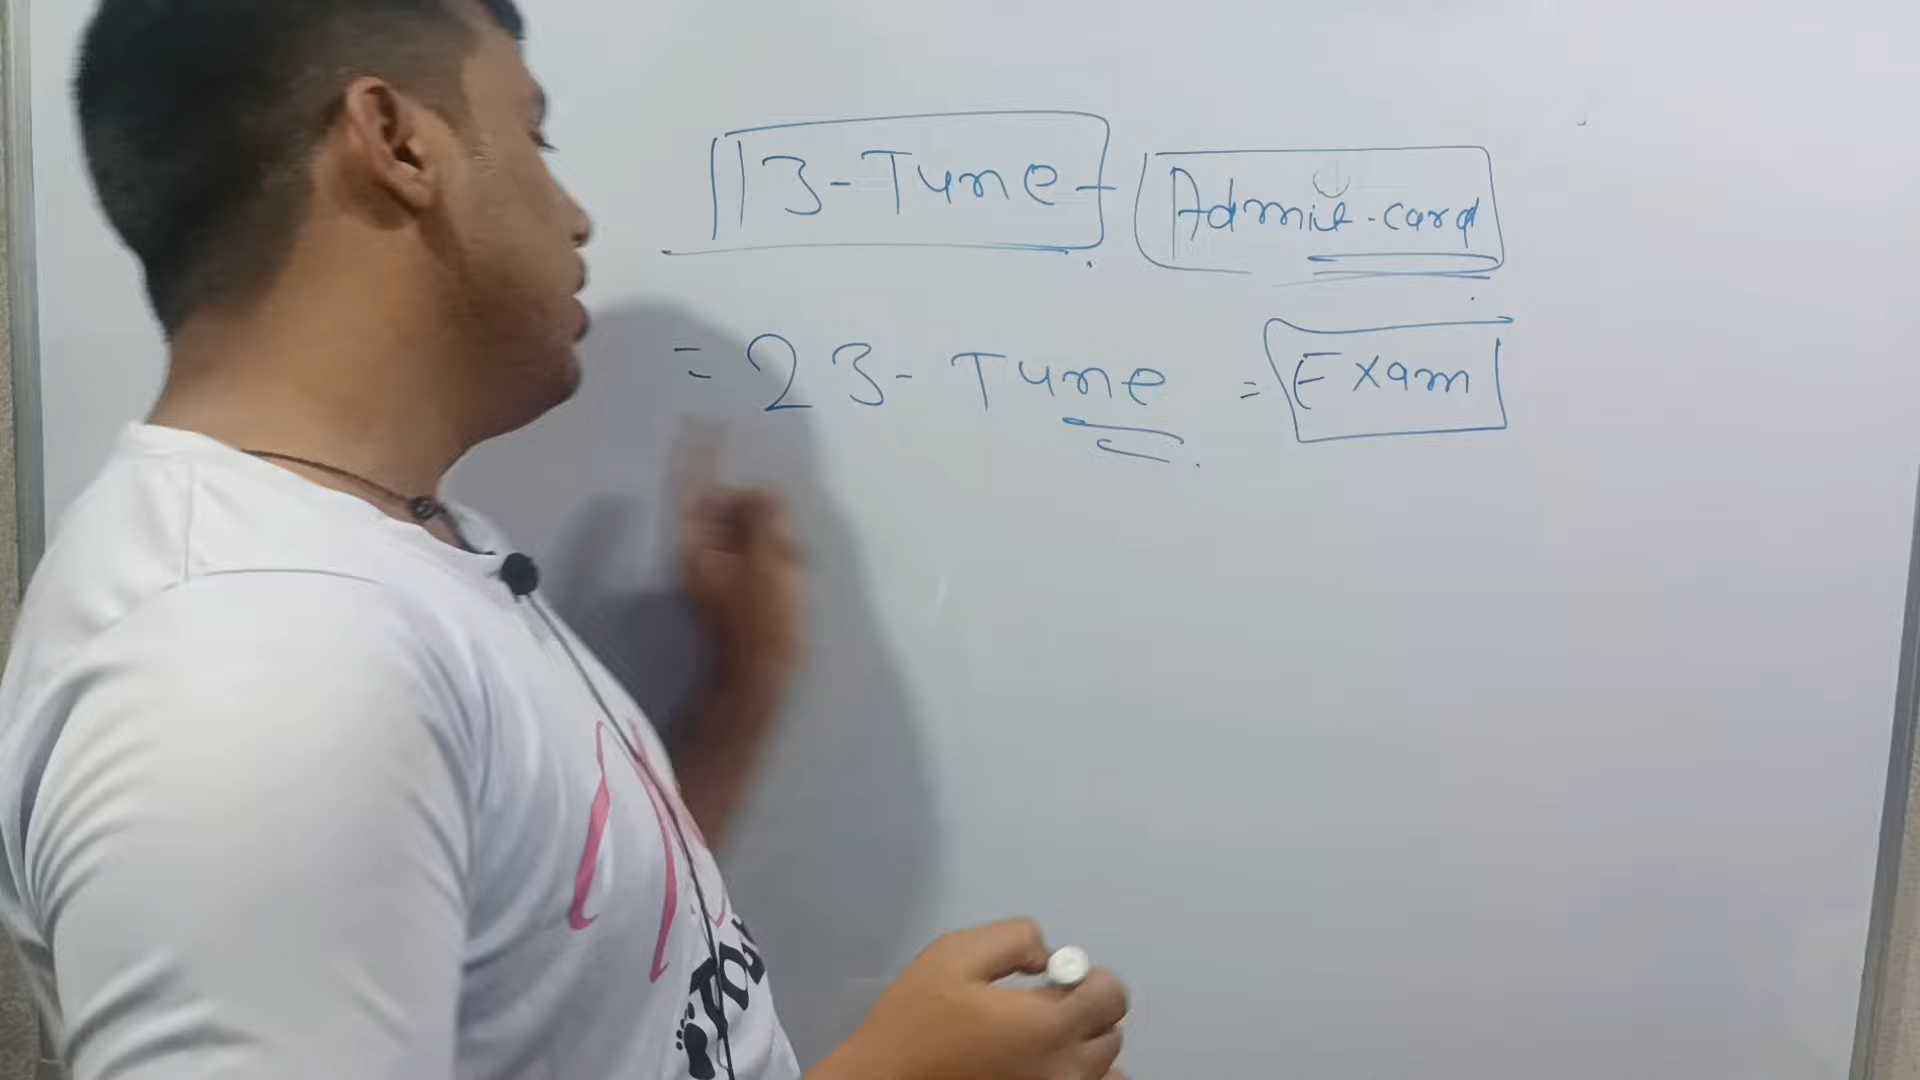 13-June Admit-card
= 23-June = Exam